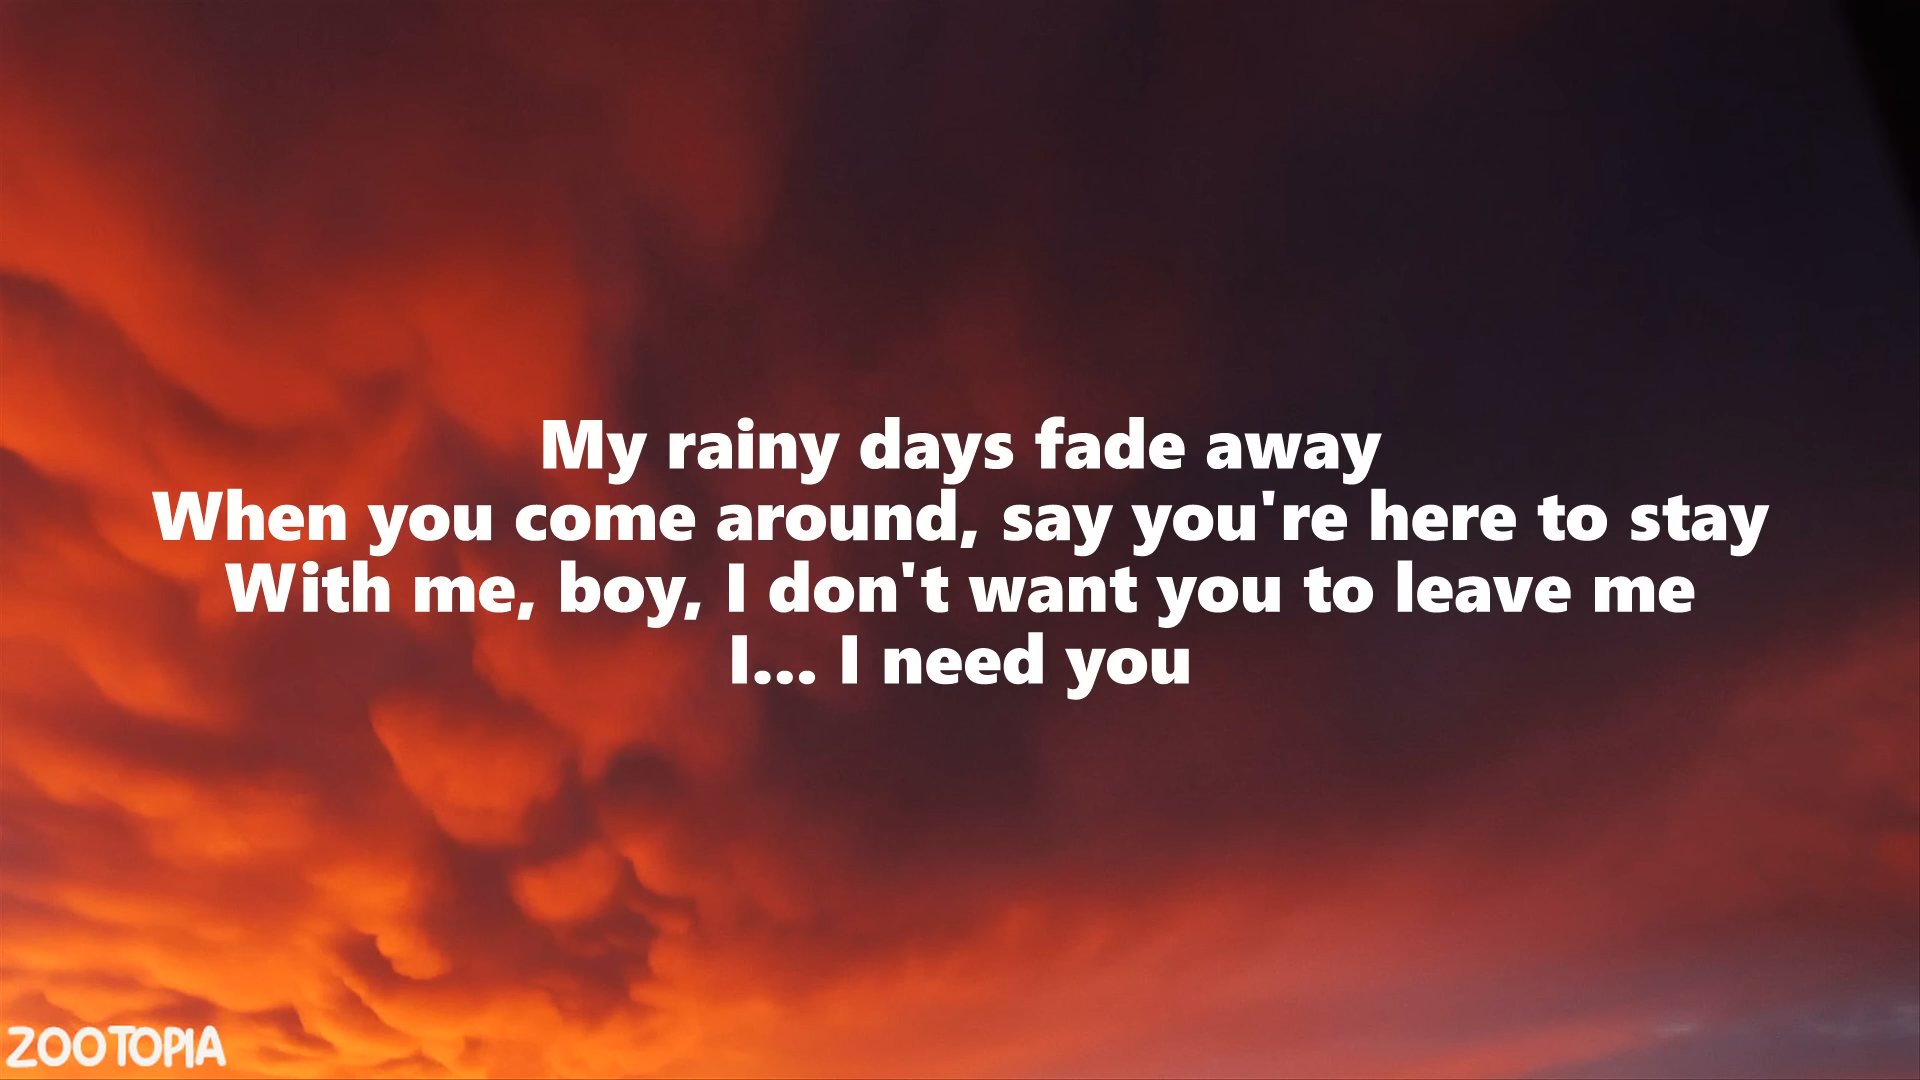 My rainy days fade away
When you come around, say you're here to stay
With me, boy, I don't want you to leave me
I... I need you
ZOOTOPIA